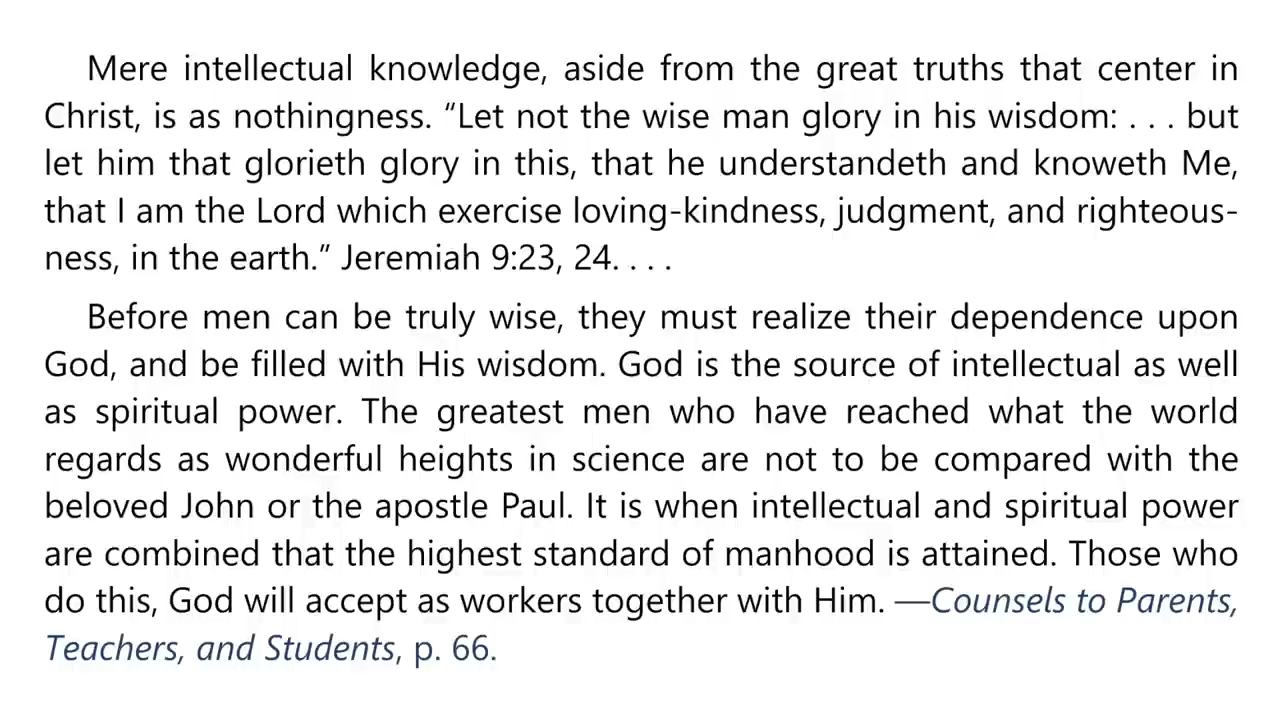 Mere intellectual knowledge, aside from the great truths that center in
Christ, is as nothingness. “Let not the wise man glory in his wisdom: . . . but
let him that glorieth glory in this, that he understandeth and knoweth Me,
that I am the Lord which exercise loving-kindness, judgment, and righteous-
ness, in the earth.” Jeremiah 9:23, 24. . . .
Before men can be truly wise, they must realize their dependence upon
God, and be filled with His wisdom. God is the source of intellectual as well
as spiritual power. The greatest men who have reached what the world
regards as wonderful heights in science are not to be compared with the
beloved John or the apostle Paul. It is when intellectual and spiritual power
are combined that the highest standard of manhood is attained. Those who
do this, God will accept as workers together with Him. —Counsels to Parents,
Teachers, and Students, p. 66.